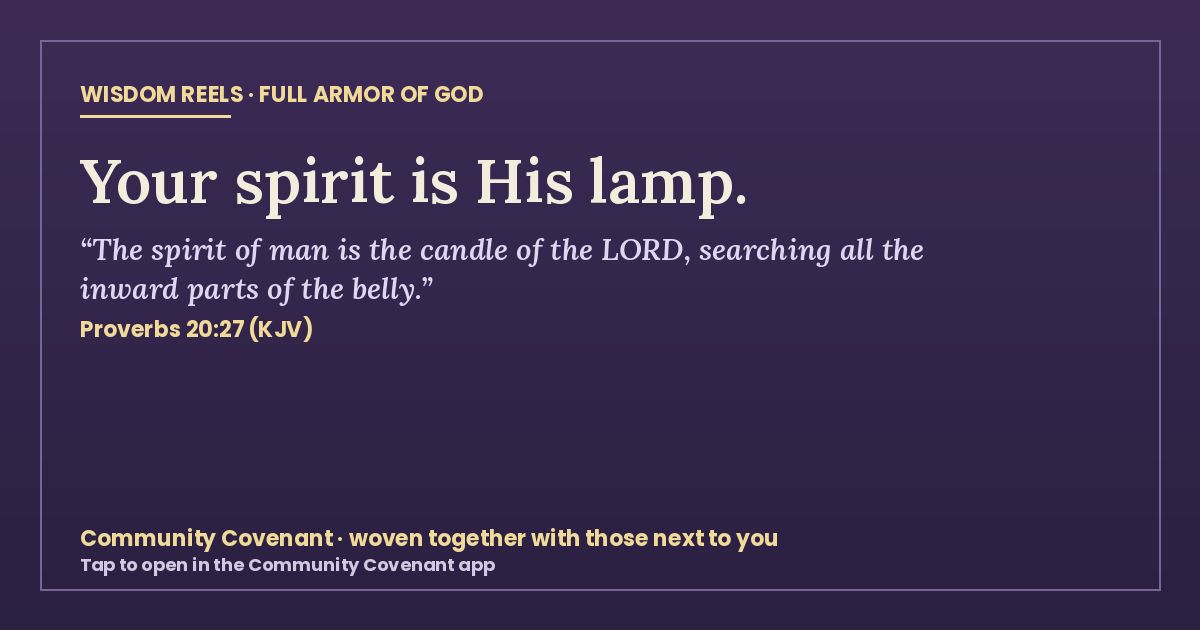 WISDOM REELS · FULL ARMOR OF GOD
Your spirit is His lamp.
“The spirit of man is the candle of the LORD, searching all the
inward parts of the belly.”
Proverbs 20:27 (KJV)
Community Covenant · woven together with those next to you
Tap to open in the Community Covenant app